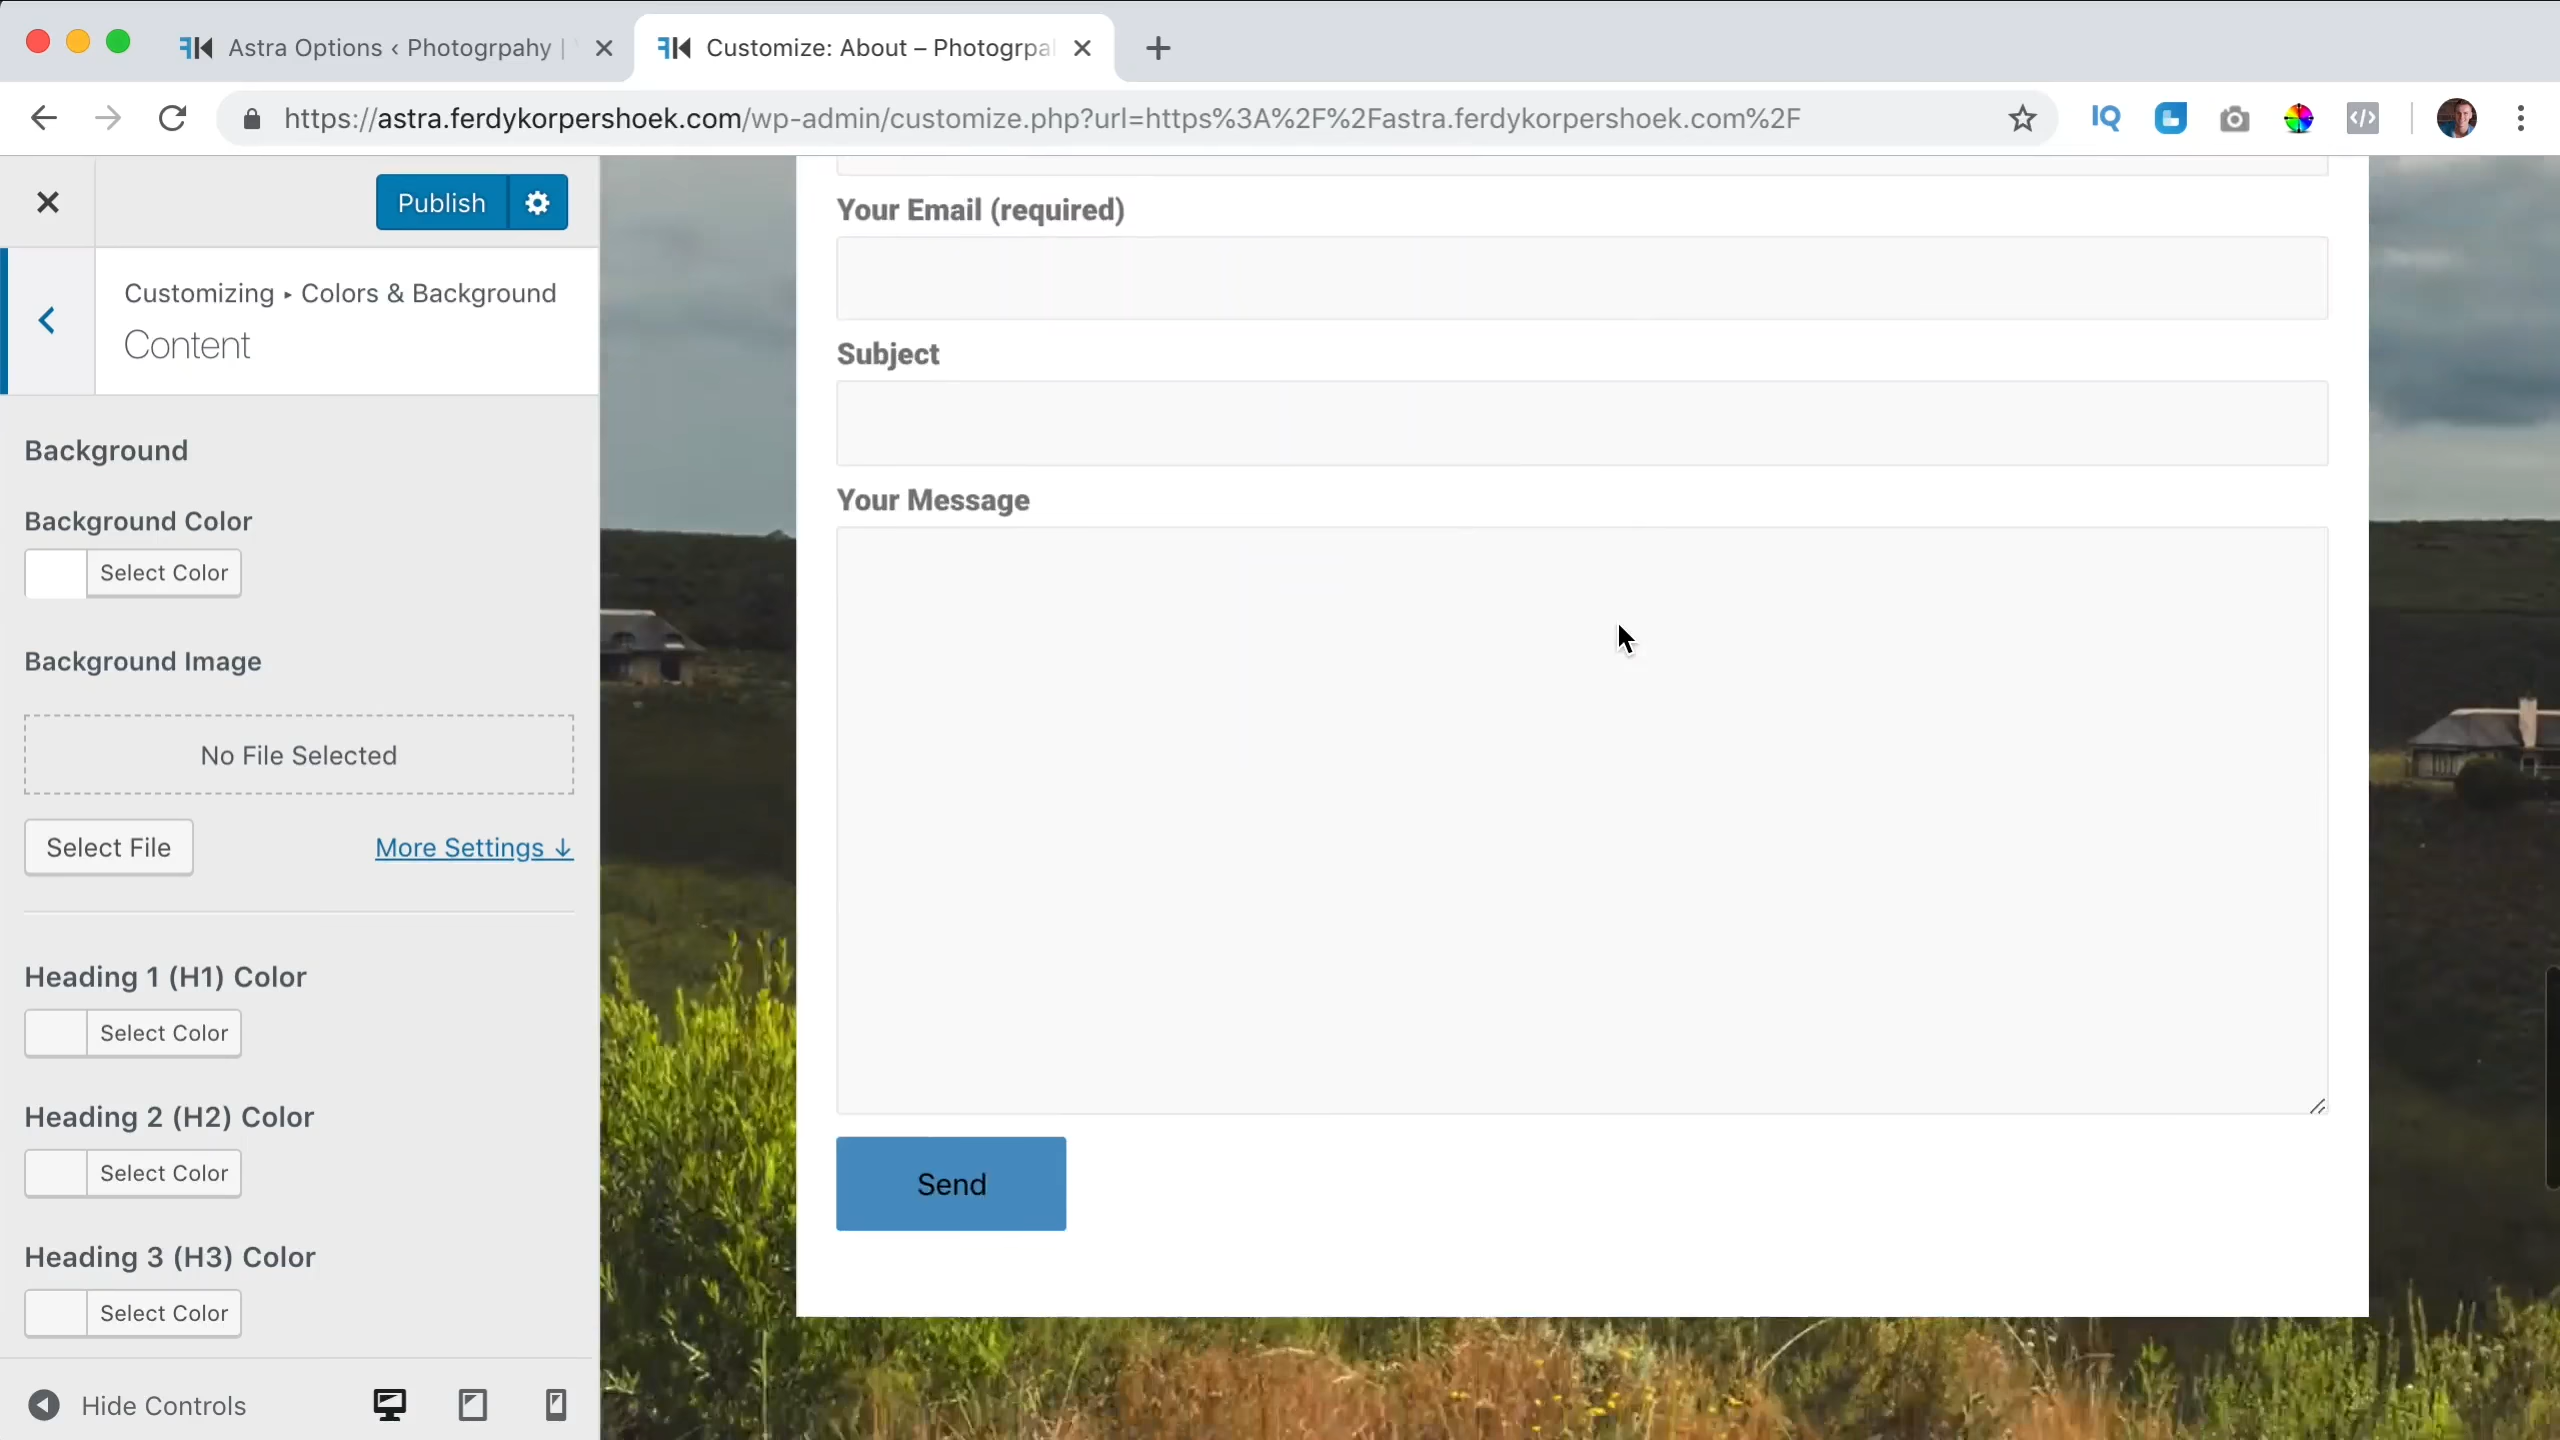 Astra Options ‹ Photogrpahy |
Customize: About – Photogrpal
https://astra.ferdykorpershoek.com/wp-admin/customize.php?url=https%3A%2F%2Fastra.ferdykorpershoek.com%2F
IQ
Publish
Customizing ▸ Colors & Background
Content
Background
Background Color
Select Color
Background Image
No File Selected
Select File
More Settings ↓
Heading 1 (H1) Color
Select Color
Heading 2 (H2) Color
Select Color
Heading 3 (H3) Color
Select Color
Hide Controls
Your Email (required)
Subject
Your Message
Send